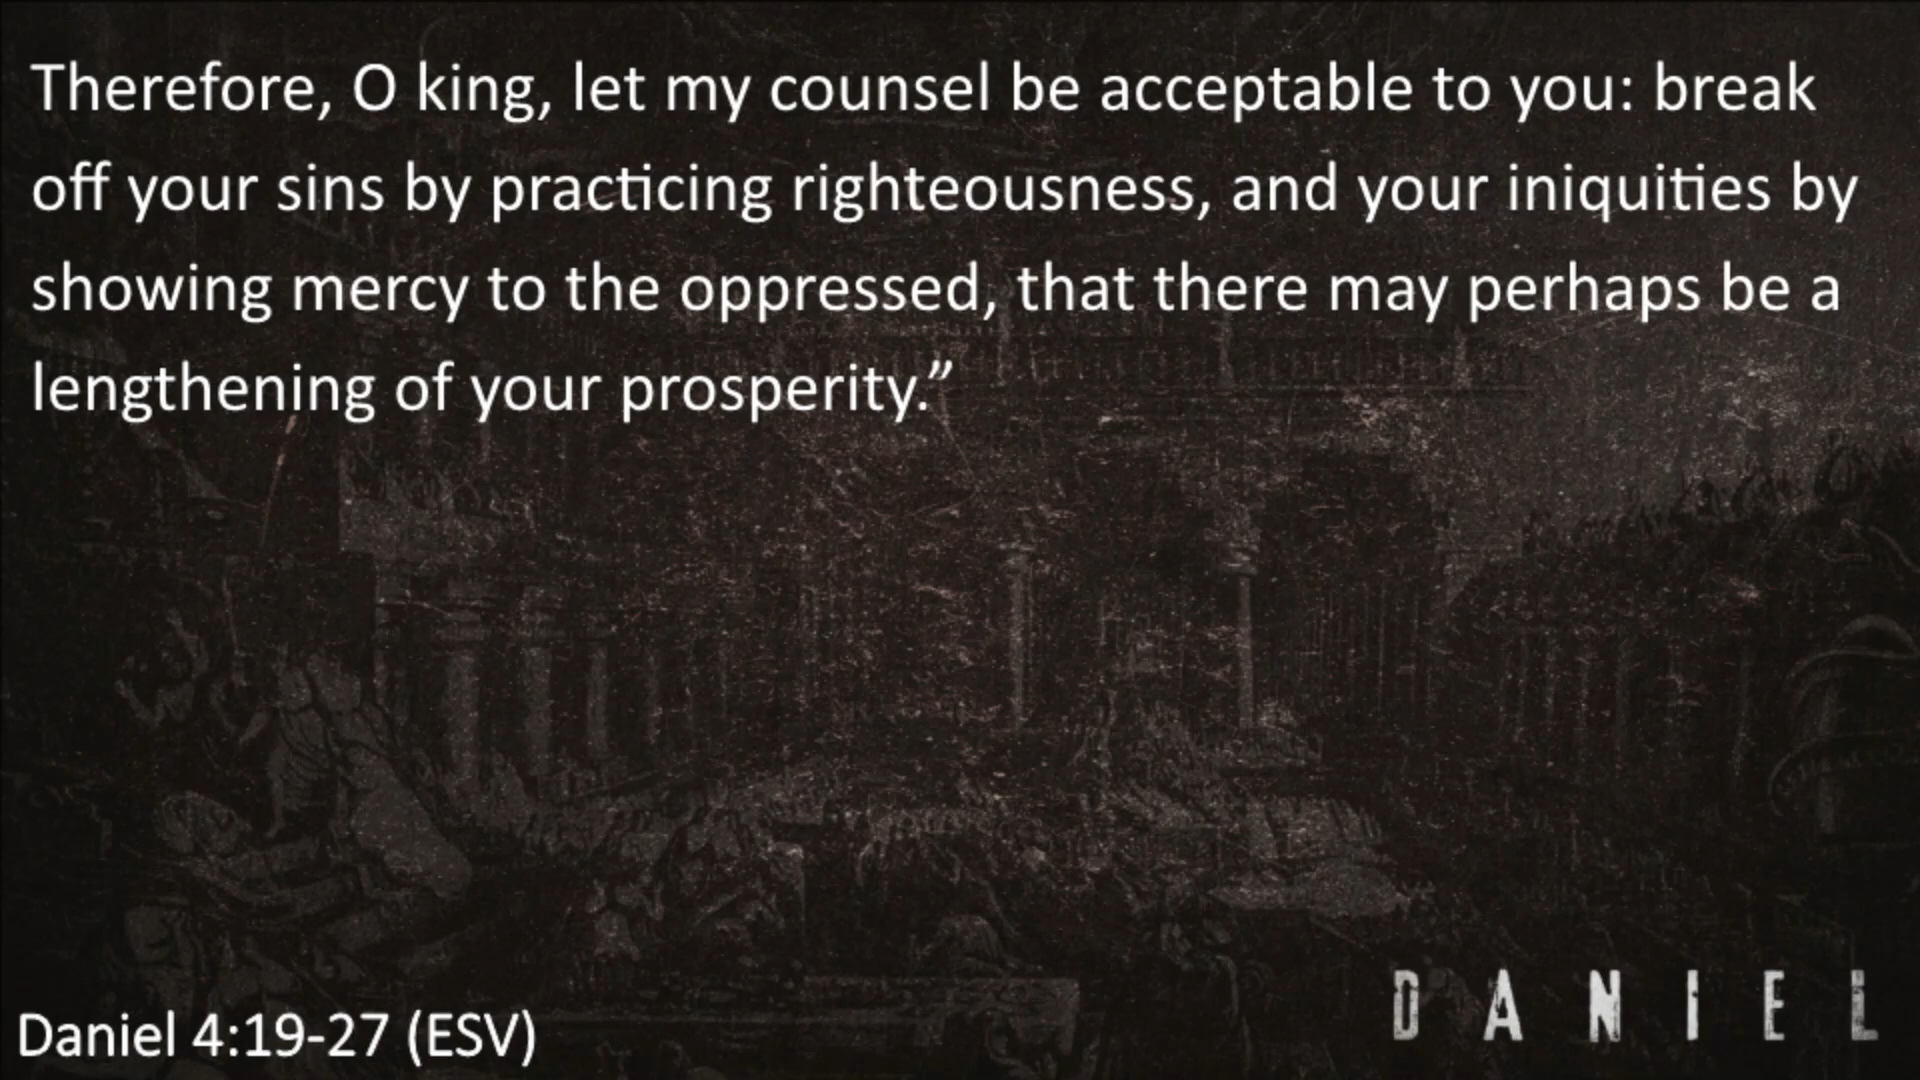 Therefore, O king, let my counsel be acceptable to you: break
off your sins by practicing righteousness, and your iniquities by
showing mercy to the oppressed, that there may perhaps be a
lengthening of your prosperity.”
Daniel 4:19-27 (ESV)
DANIEL